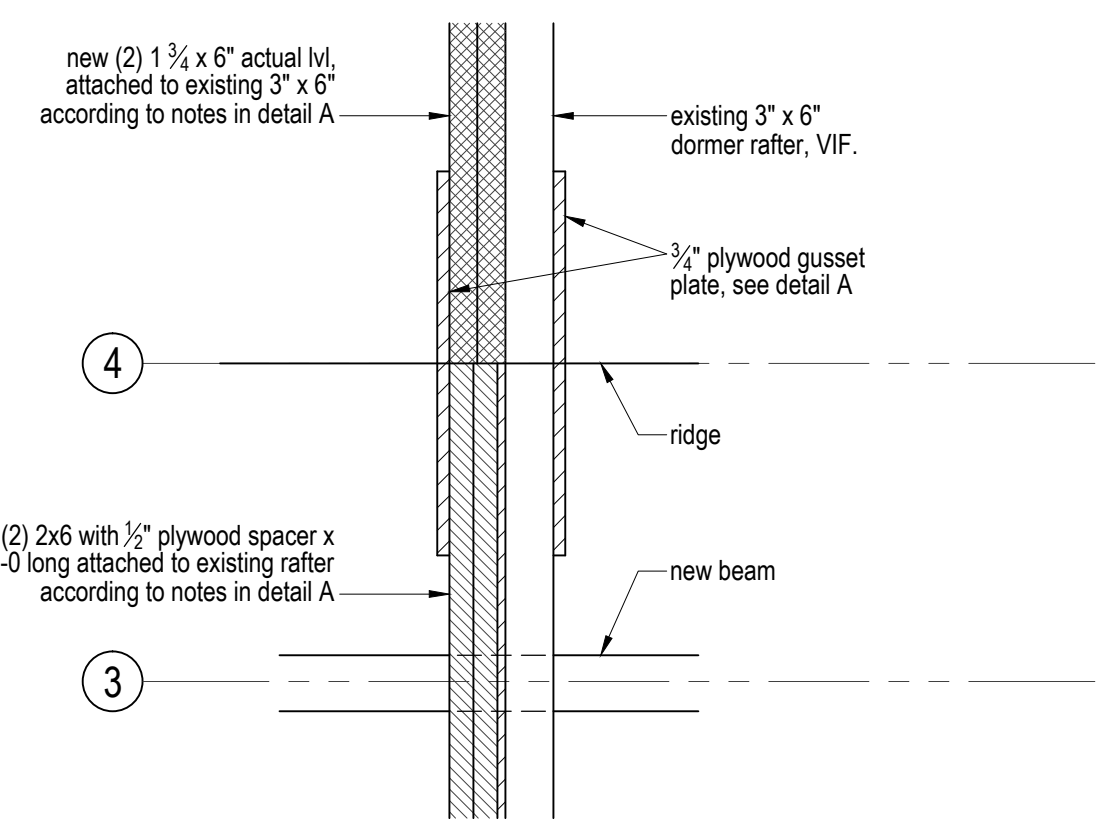 new (2) 1 ¾ x 6" actual lvl,
attached to existing 3" x 6"
according to notes in detail A
existing 3" x 6"
dormer rafter, VIF.
¾" plywood gusset
plate, see detail A
4
ridge
(2) 2x6 with ½" plywood spacer x
-0 long attached to existing rafter
according to notes in detail A
new beam
3